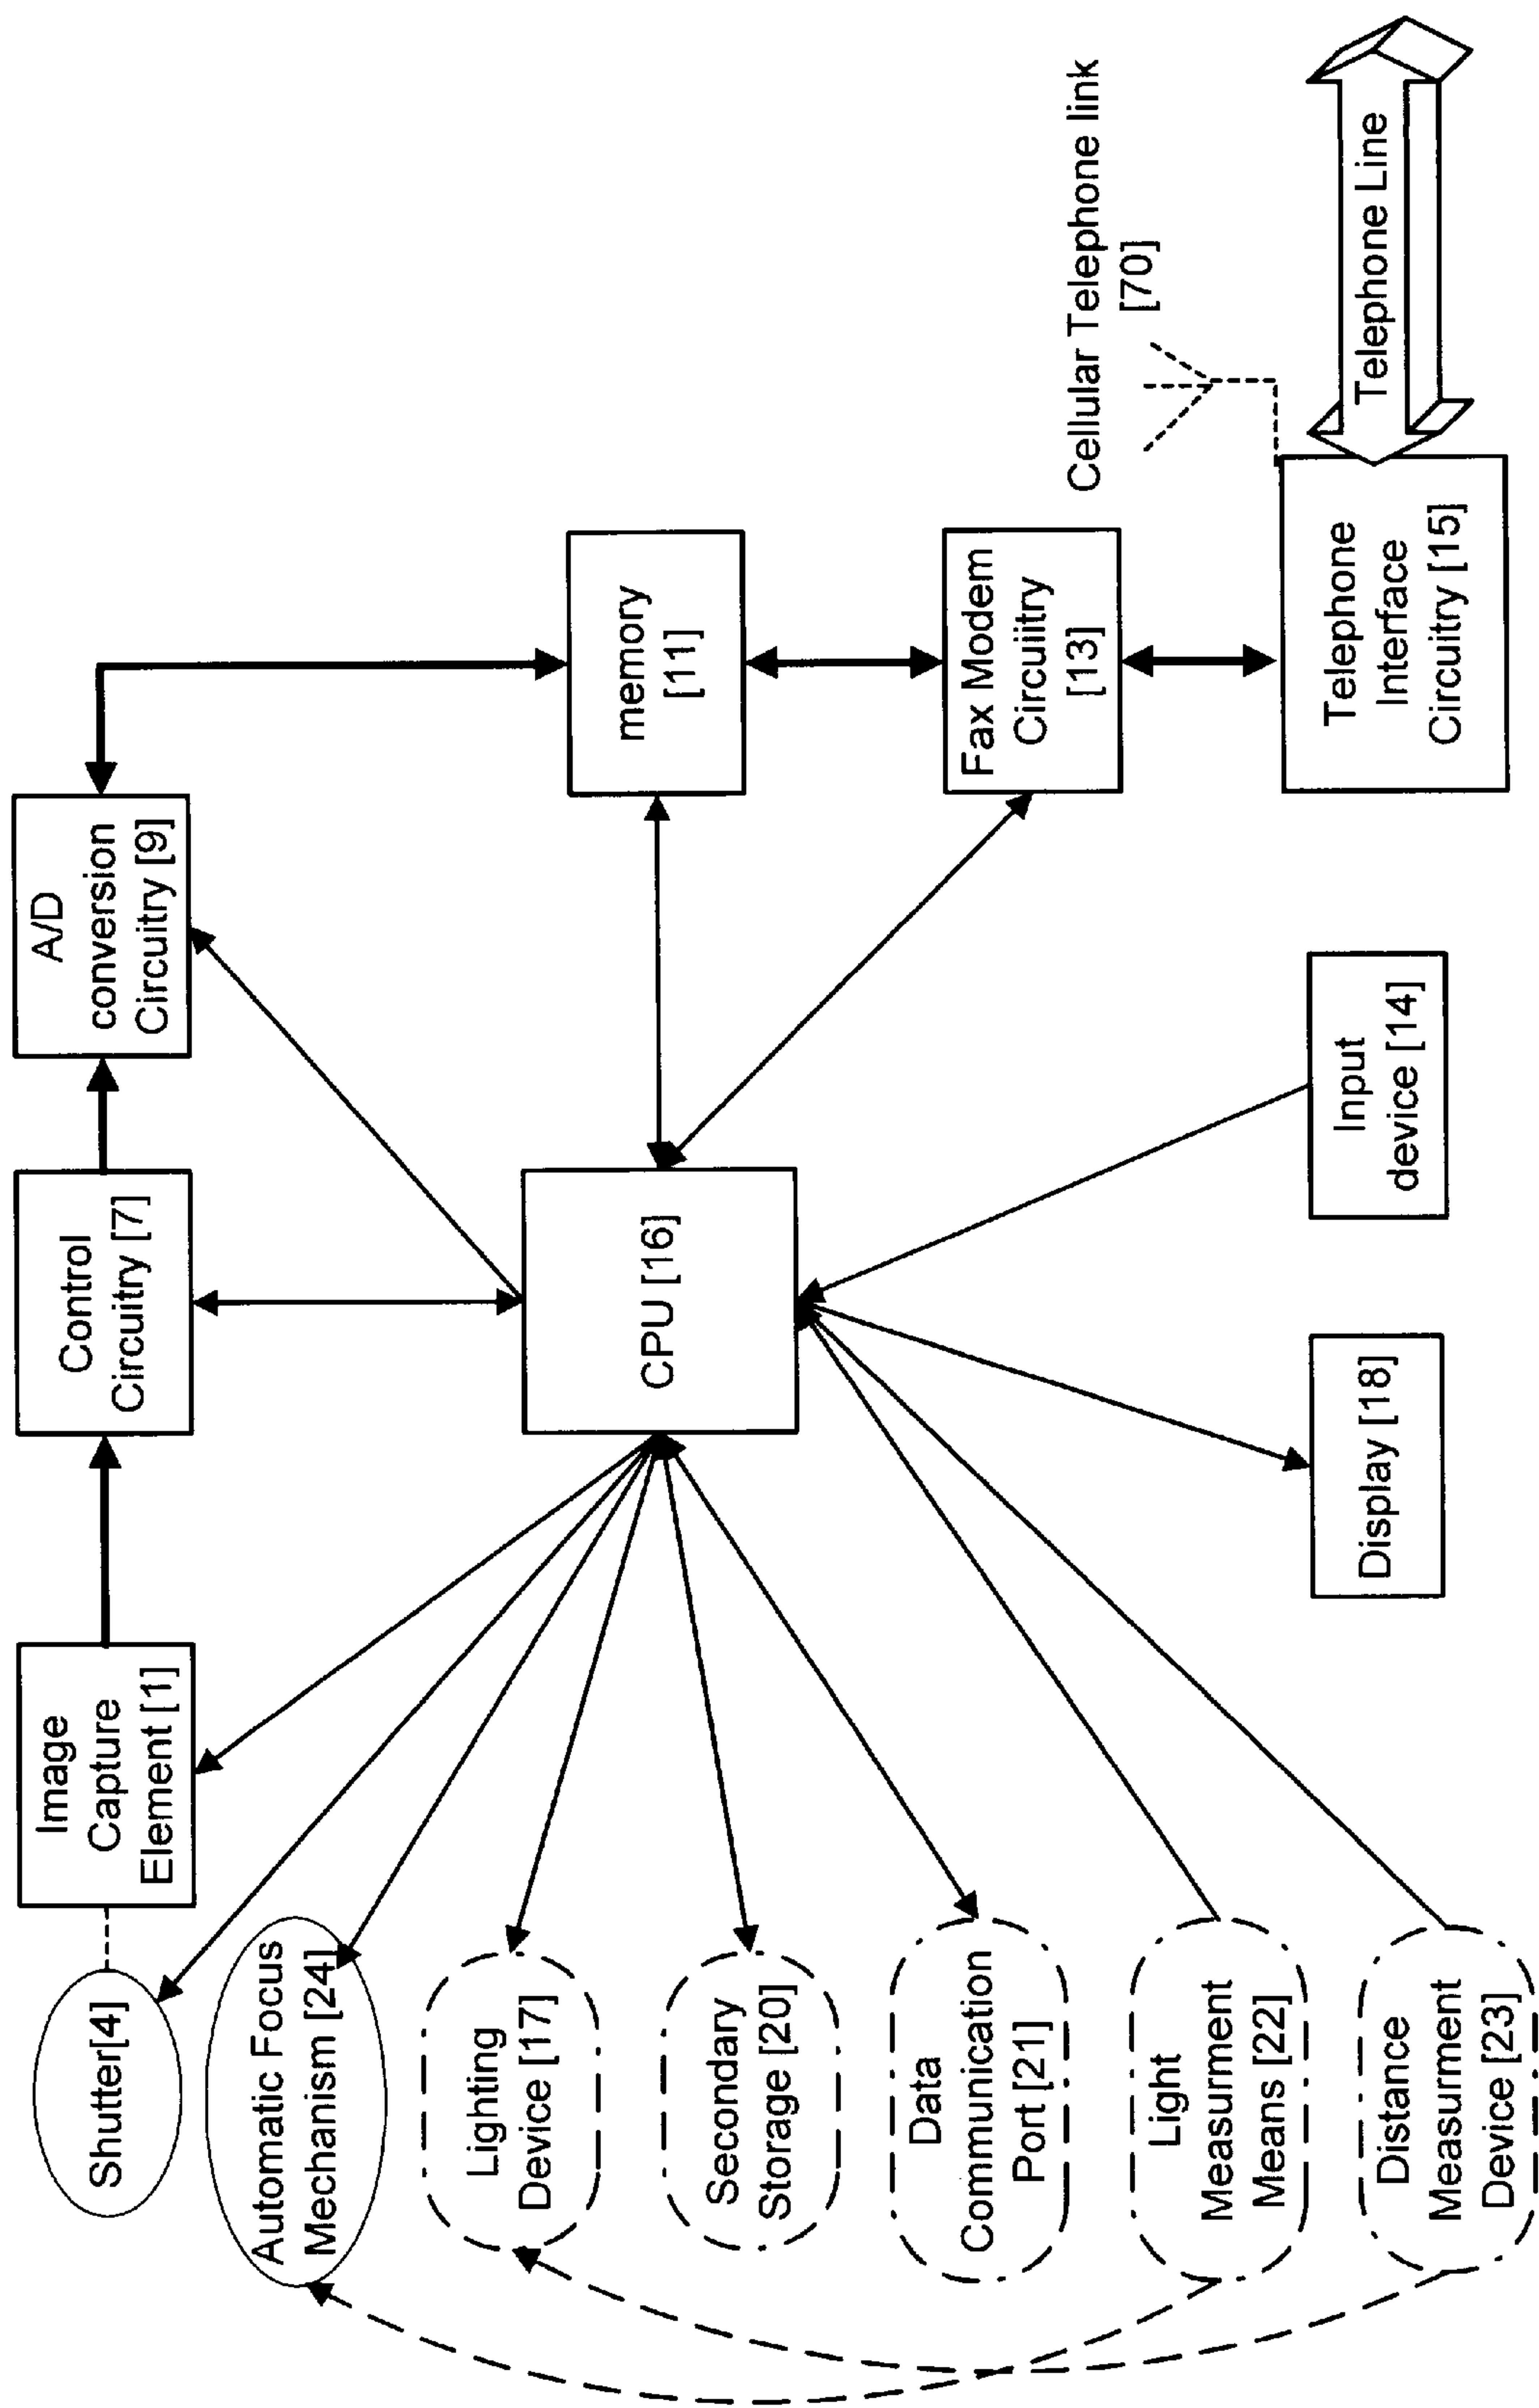 Shutter[4]
Image
Capture
Element [1]
Control
Circuitry [7]
A/D
conversion
Circuitry [9]
Automatic Focus
Mechanism [24]
Lighting
Device [17]
Secondary
Storage [20]
Data
Communication
Port [21]
Light
Measurment
Means [22]
Distance
Measurment
Device [23]
CPU [16]
memory
[11]
Fax Modem
Circuiitry
[13]
Display [18]
Input
device [14]
Telephone
Interface
Circuitry [15]
Cellular Telephone link
[70]
Telephone Line